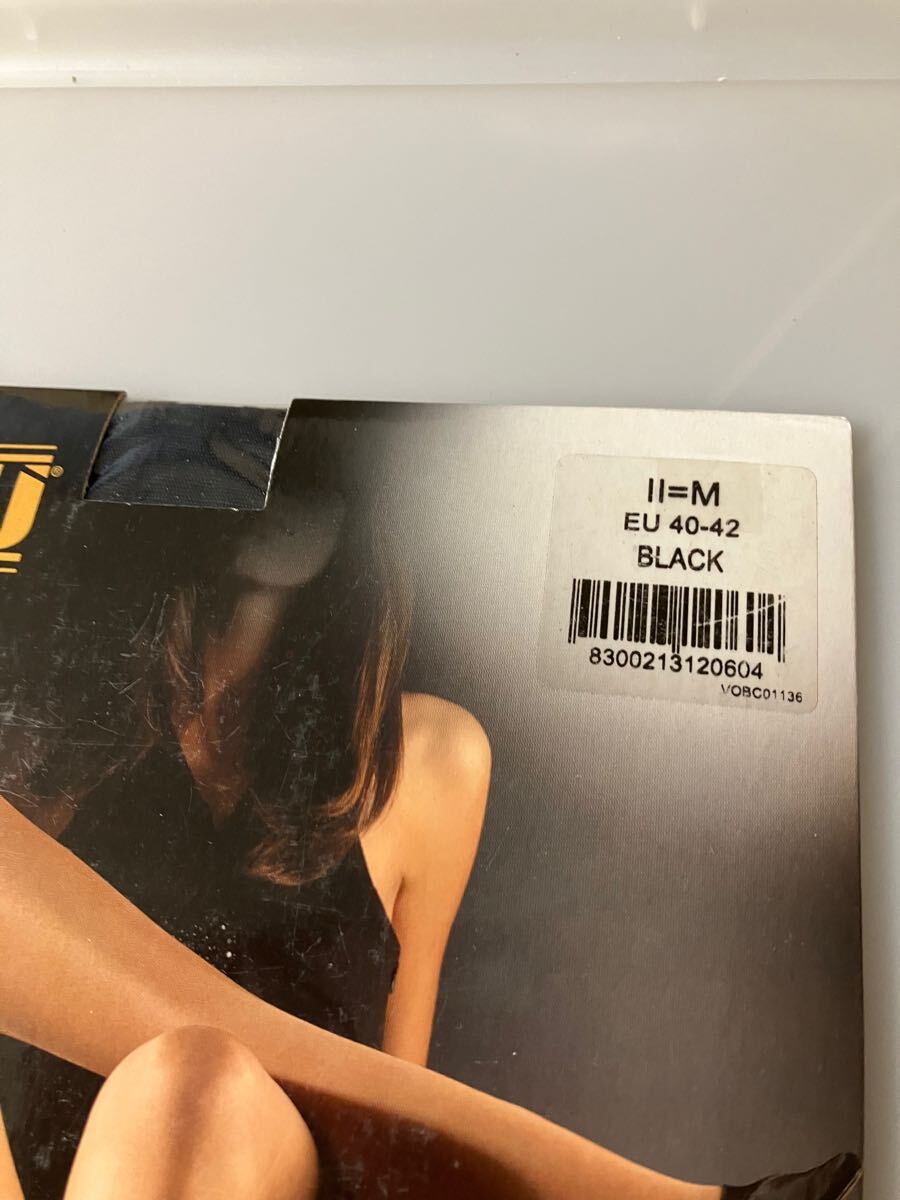 ®
II=M
EU 40-42
BLACK
8300213120604
VOBC01136